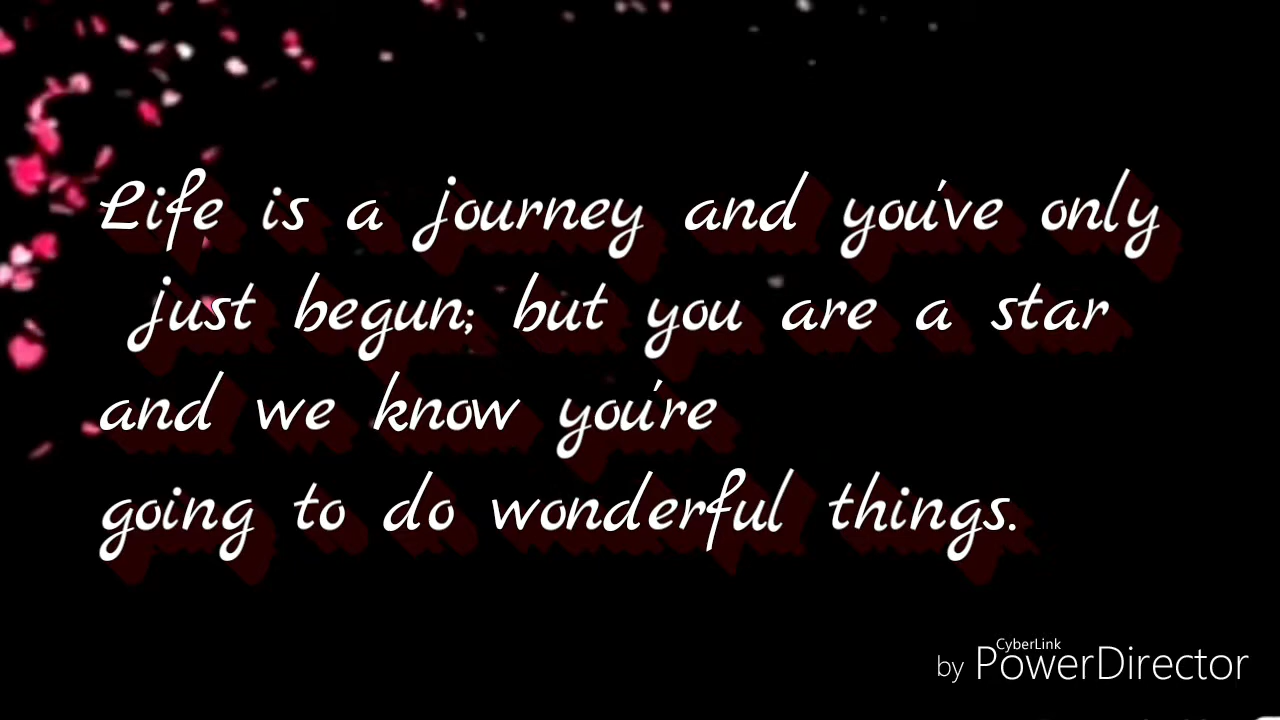 Life is a journey and you've only
just begun; but you are a star
and we know you're
going to do wonderful things.
by CyberLink PowerDirector